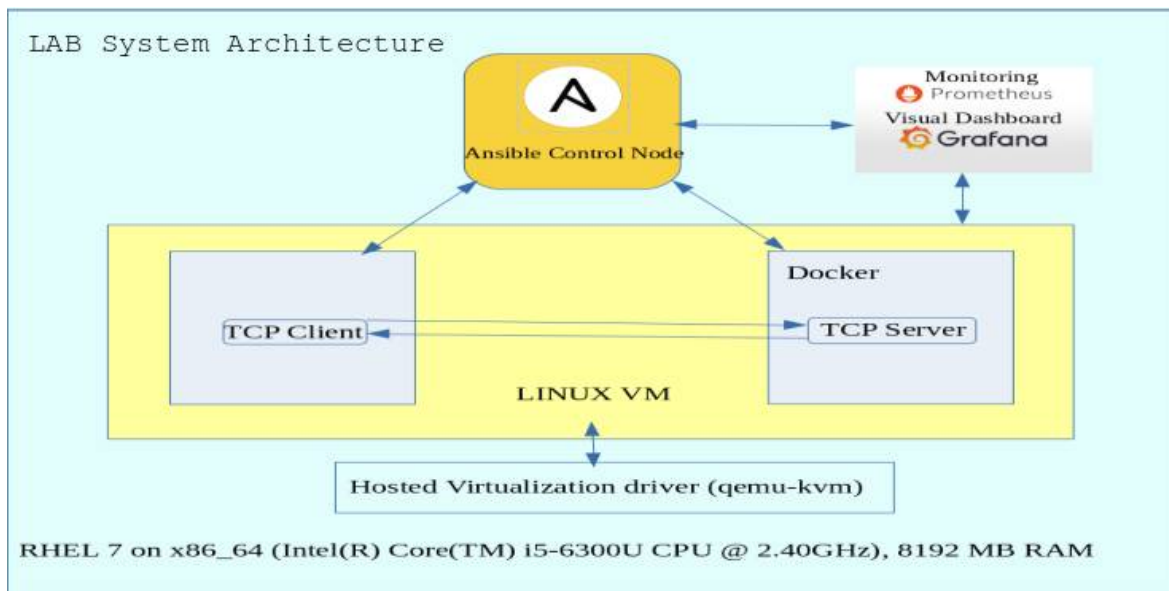 LAB System Architecture
Monitoring
Prometheus
Visual Dashboard
Grafana
Ansible Control Node
Docker
TCP Client
TCP Server
LINUX VM
Hosted Virtualization driver (qemu-kvm)
RHEL 7 on x86_64 (Intel(R) Core(TM) i5-6300U CPU @ 2.40GHz), 8192 MB RAM